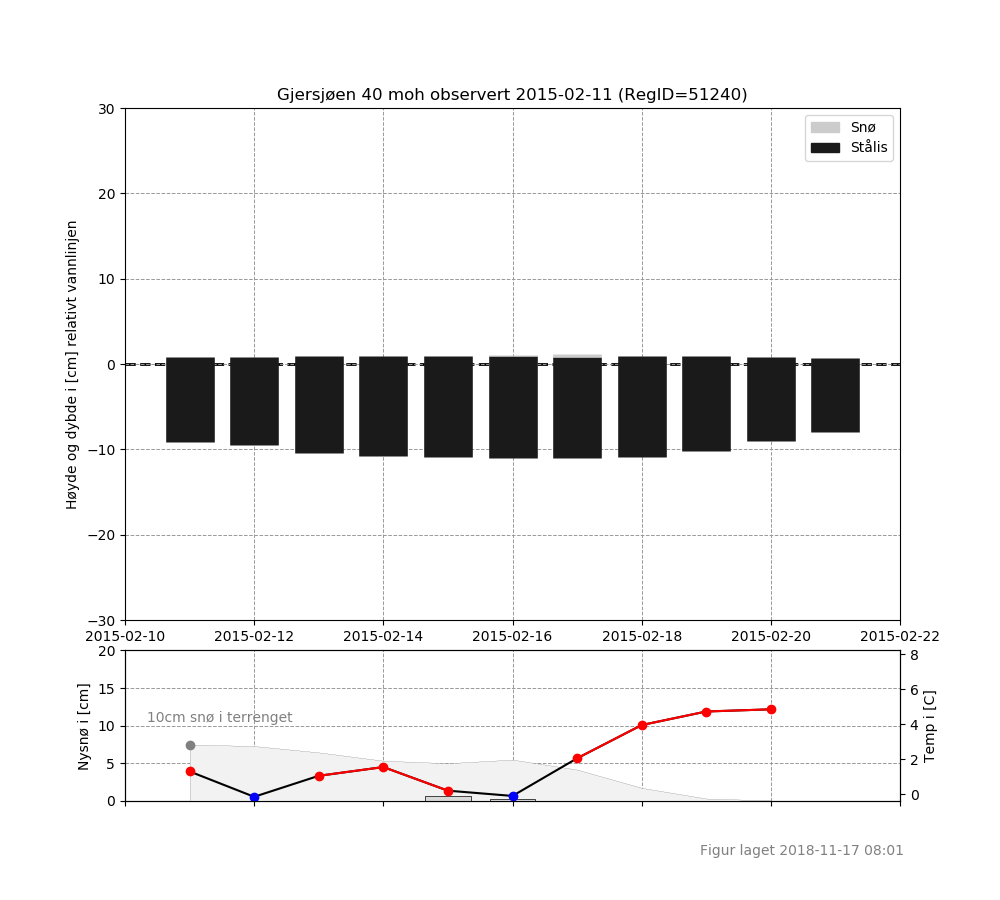 Gjersjøen 40 moh observert 2015-02-11 (RegID=51240)
Snø
Stålis
Høyde og dybde i [cm] relativt vannlinjen
30
20
10
0
−10
−20
−30
2015-02-10 2015-02-12 2015-02-14 2015-02-16 2015-02-18 2015-02-20 2015-02-22
Nysnø i [cm]
20
15
10
5
0
10cm snø i terrenget
8
6
4
2
0
Temp i [C]
Figur laget 2018-11-17 08:01